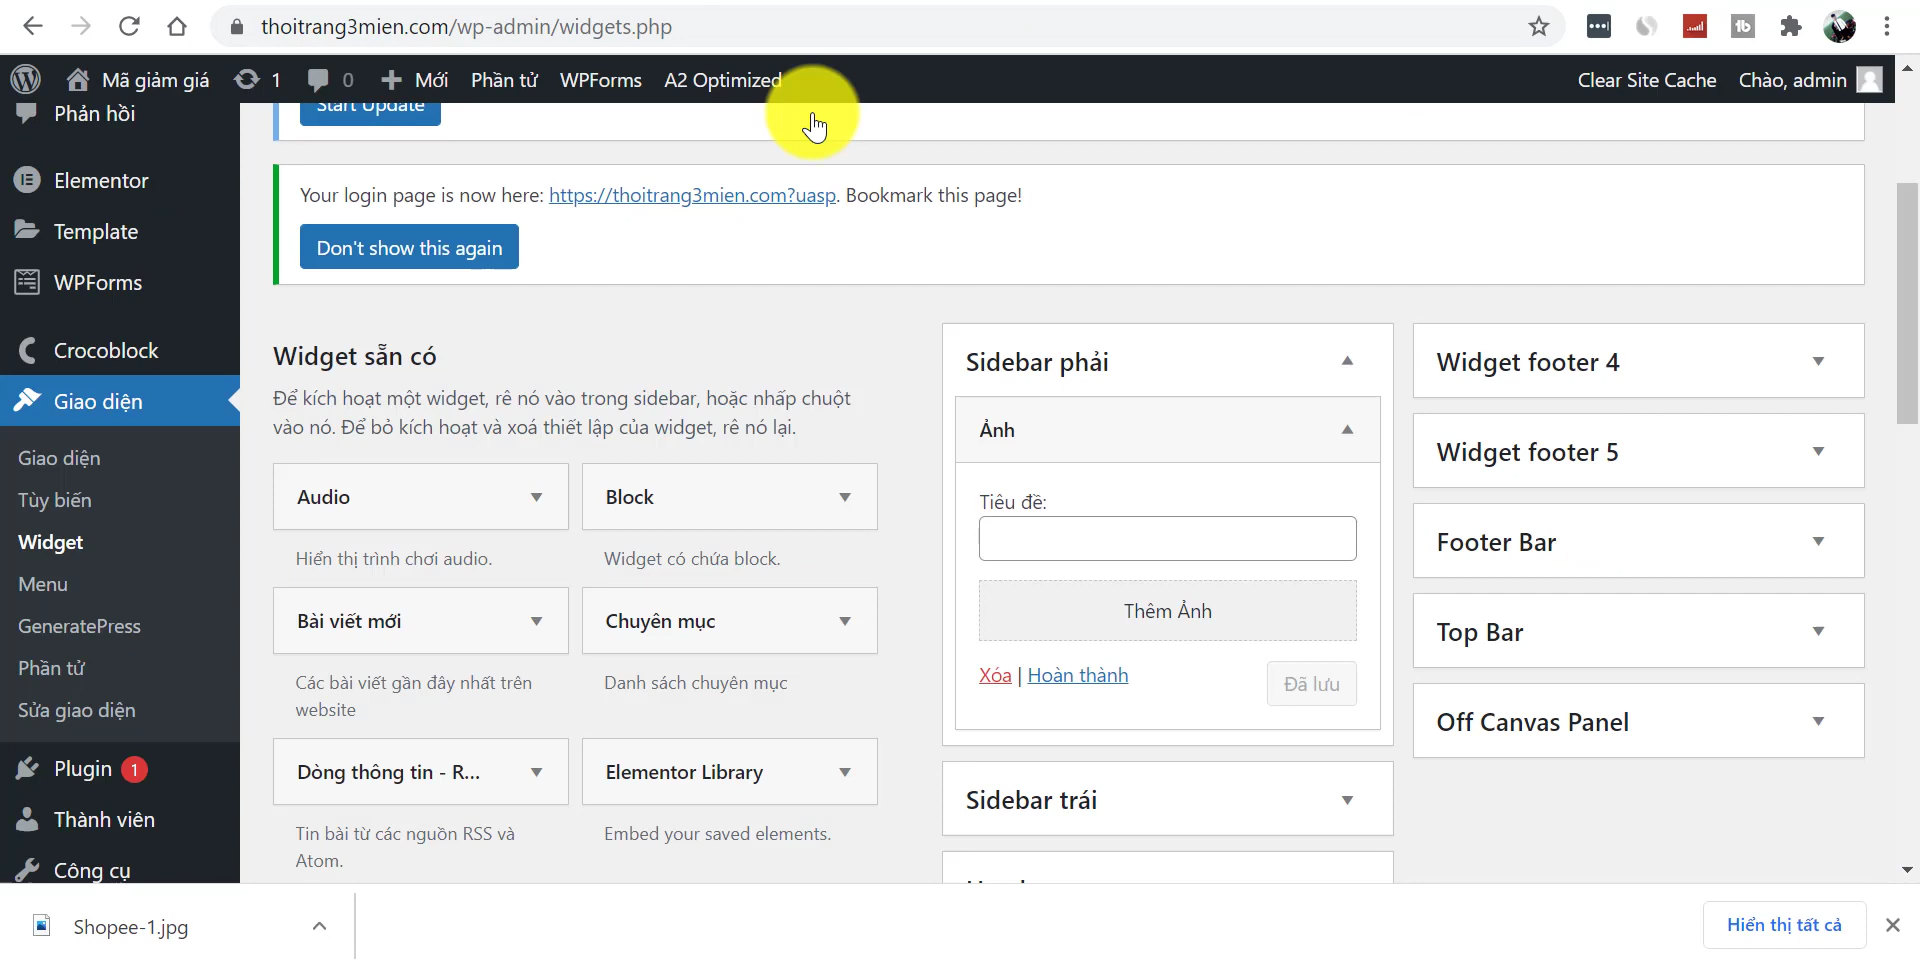 thoitrang3mien.com/wp-admin/widgets.php
Mã giảm giá
1
0
Mới
Phần tử
WPForms
A2 Optimized
Clear Site Cache
Chào, admin
Phản hồi
Elementor
Template
WPForms
Crocoblock
Giao diện
Giao diện
Tùy biến
Widget
Menu
GeneratePress
Phần tử
Sửa giao diện
Plugin 1
Thành viên
Công cụ
Start Update
Your login page is now here: https://thoitrang3mien.com?uasp. Bookmark this page!
Don't show this again
Widget sẵn có
Để kích hoạt một widget, rê nó vào trong sidebar, hoặc nhấp chuột
vào nó. Để bỏ kích hoạt và xoá thiết lập của widget, rê nó lại.
Audio
Hiển thị trình chơi audio.
Block
Widget có chứa block.
Bài viết mới
Các bài viết gần đây nhất trên
website
Chuyên mục
Danh sách chuyên mục
Dòng thông tin - R...
Tin bài từ các nguồn RSS và
Atom.
Elementor Library
Embed your saved elements.
Sidebar phải
Ảnh
Tiêu đề:
Thêm Ảnh
Xóa | Hoàn thành
Đã lưu
Sidebar trái
Widget footer 4
Widget footer 5
Footer Bar
Top Bar
Off Canvas Panel
Shopee-1.jpg
Hiển thị tất cả